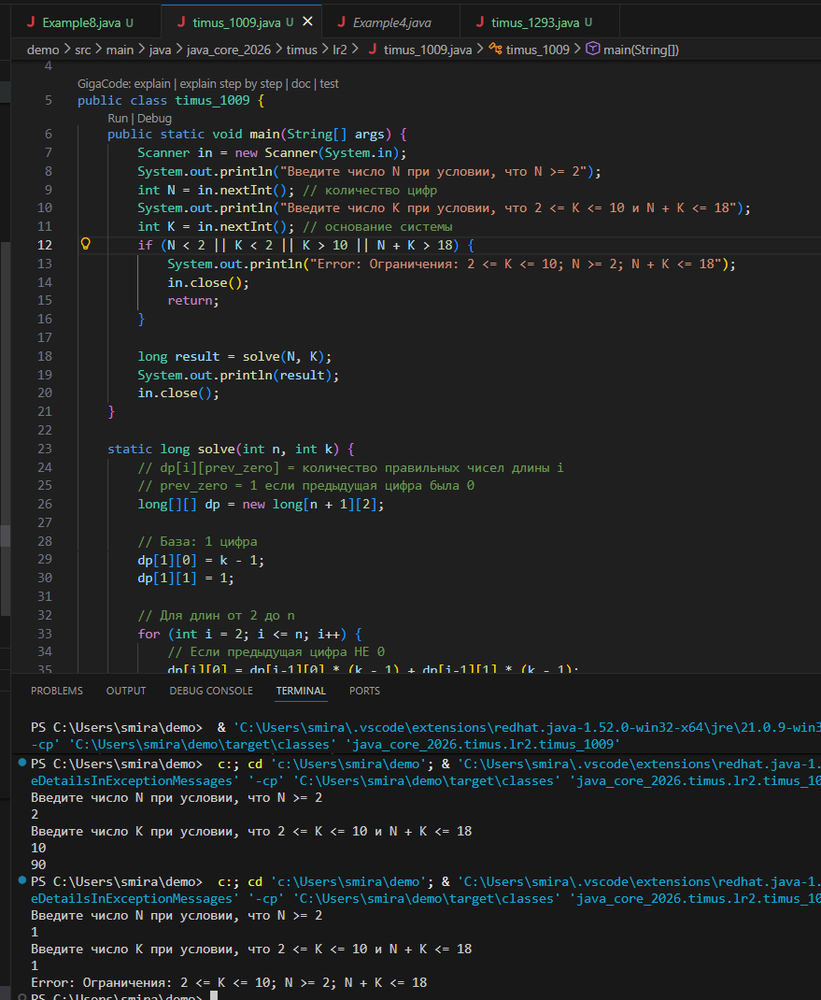 Example8.java U
timus_1009.java U
Example4.java
timus_1293.java U
demo > src > main > java > java_core_2026 > timus > lr2 > timus_1009.java > timus_1009 > main(String[])
4
GigaCode: explain | explain step by step | doc | test
5 public class timus_1009 {
Run | Debug
6 public static void main(String[] args) {
7 Scanner in = new Scanner(System.in);
8 System.out.println("Введите число N при условии, что N >= 2");
9 int N = in.nextInt(); // количество цифр
10 System.out.println("Введите число K при условии, что 2 <= K <= 10 и N + K <= 18");
11 int K = in.nextInt(); // основание системы
12 if (N < 2 || K < 2 || K > 10 || N + K > 18) {
13 System.out.println("Error: Ограничения: 2 <= K <= 10; N >= 2; N + K <= 18");
14 in.close();
15 return;
16 }
17
18 long result = solve(N, K);
19 System.out.println(result);
20 in.close();
21 }
22
23 static long solve(int n, int k) {
24 // dp[i][prev_zero] = количество правильных чисел длины i
25 // prev_zero = 1 если предыдущая цифра была 0
26 long[][] dp = new long[n + 1][2];
27
28 // База: 1 цифра
29 dp[1][0] = k - 1;
30 dp[1][1] = 1;
31
32 // Для длин от 2 до n
33 for (int i = 2; i <= n; i++) {
34 // Если предыдущая цифра НЕ 0
35 dp[i][0] = dp[i-1][0] * (k - 1) + dp[i-1][1] * (k - 1);
PROBLEMS
OUTPUT
DEBUG CONSOLE
TERMINAL
PORTS
PS C:\Users\smira\demo> & 'C:\Users\smira\.vscode\extensions\redhat.java-1.52.0-win32-x64\jre\21.0.9-win3
-cp' 'C:\Users\smira\demo\target\classes' 'java_core_2026.timus.lr2.timus_1009'
PS C:\Users\smira\demo> c:; cd 'c:\Users\smira\demo'; & 'C:\Users\smira\.vscode\extensions\redhat.java-1.
eDetailsInExceptionMessages' '-cp' 'C:\Users\smira\demo\target\classes' 'java_core_2026.timus.lr2.timus_10
Введите число N при условии, что N >= 2
2
Введите число K при условии, что 2 <= K <= 10 и N + K <= 18
10
90
PS C:\Users\smira\demo> c:; cd 'c:\Users\smira\demo'; & 'C:\Users\smira\.vscode\extensions\redhat.java-1.
eDetailsInExceptionMessages' '-cp' 'C:\Users\smira\demo\target\classes' 'java_core_2026.timus.lr2.timus_10
Введите число N при условии, что N >= 2
1
Введите число K при условии, что 2 <= K <= 10 и N + K <= 18
1
Error: Ограничения: 2 <= K <= 10; N >= 2; N + K <= 18
PS C:\Users\smira\demo>